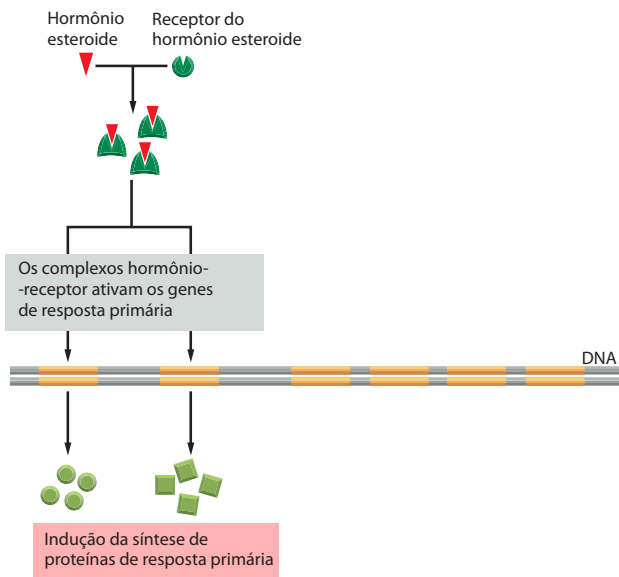 Hormônio
esteroide
Receptor do
hormônio esteroide
Os complexos hormônio-
-receptor ativam os genes
de resposta primária
DNA
Indução da síntese de
proteínas de resposta primária